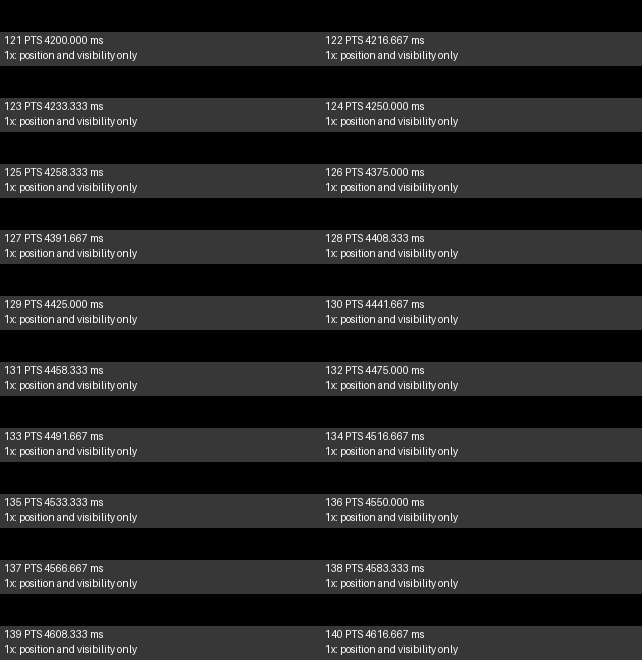 121 PTS 4200.000 ms
1x: position and visibility only
122 PTS 4216.667 ms
1x: position and visibility only
123 PTS 4233.333 ms
1x: position and visibility only
124 PTS 4250.000 ms
1x: position and visibility only
125 PTS 4258.333 ms
1x: position and visibility only
126 PTS 4375.000 ms
1x: position and visibility only
127 PTS 4391.667 ms
1x: position and visibility only
128 PTS 4408.333 ms
1x: position and visibility only
129 PTS 4425.000 ms
1x: position and visibility only
130 PTS 4441.667 ms
1x: position and visibility only
131 PTS 4458.333 ms
1x: position and visibility only
132 PTS 4475.000 ms
1x: position and visibility only
133 PTS 4491.667 ms
1x: position and visibility only
134 PTS 4516.667 ms
1x: position and visibility only
135 PTS 4533.333 ms
1x: position and visibility only
136 PTS 4550.000 ms
1x: position and visibility only
137 PTS 4566.667 ms
1x: position and visibility only
138 PTS 4583.333 ms
1x: position and visibility only
139 PTS 4608.333 ms
1x: position and visibility only
140 PTS 4616.667 ms
1x: position and visibility only